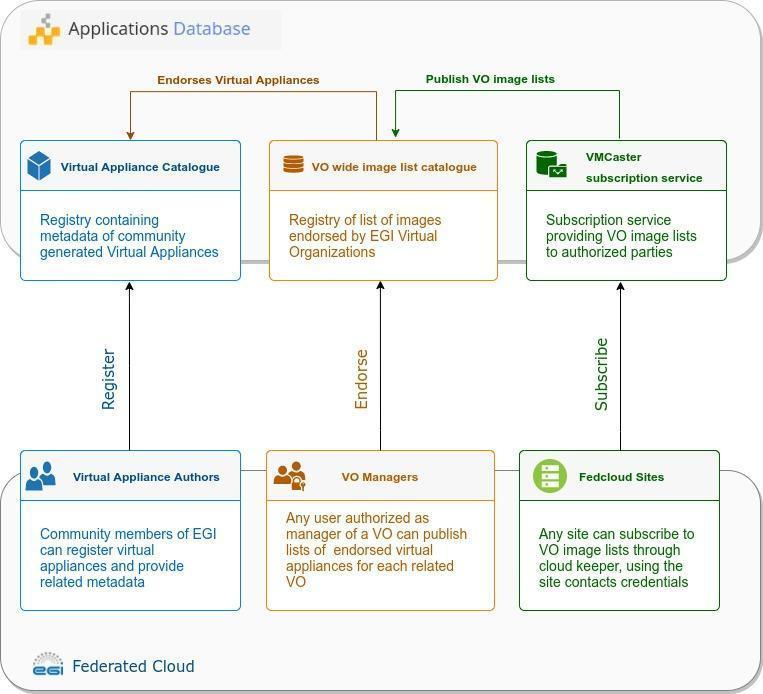 Applications Database
Endorses Virtual Appliances
Publish VO image lists
Virtual Appliance Catalogue
Registry containing
metadata of community
generated Virtual Appliances
VO wide image list catalogue
Registry of list of images
endorsed by EGI Virtual
Organizations
VMCaster
subscription service
Subscription service
providing VO image lists
to authorized parties
Register
Endorse
Subscribe
Virtual Appliance Authors
Community members of EGI
can register virtual
appliances and provide
related metadata
VO Managers
Any user authorized as
manager of a VO can publish
lists of endorsed virtual
appliances for each related
VO
Fedcloud Sites
Any site can subscribe to
VO image lists through
cloud keeper, using the
site contacts credentials
eGI Federated Cloud